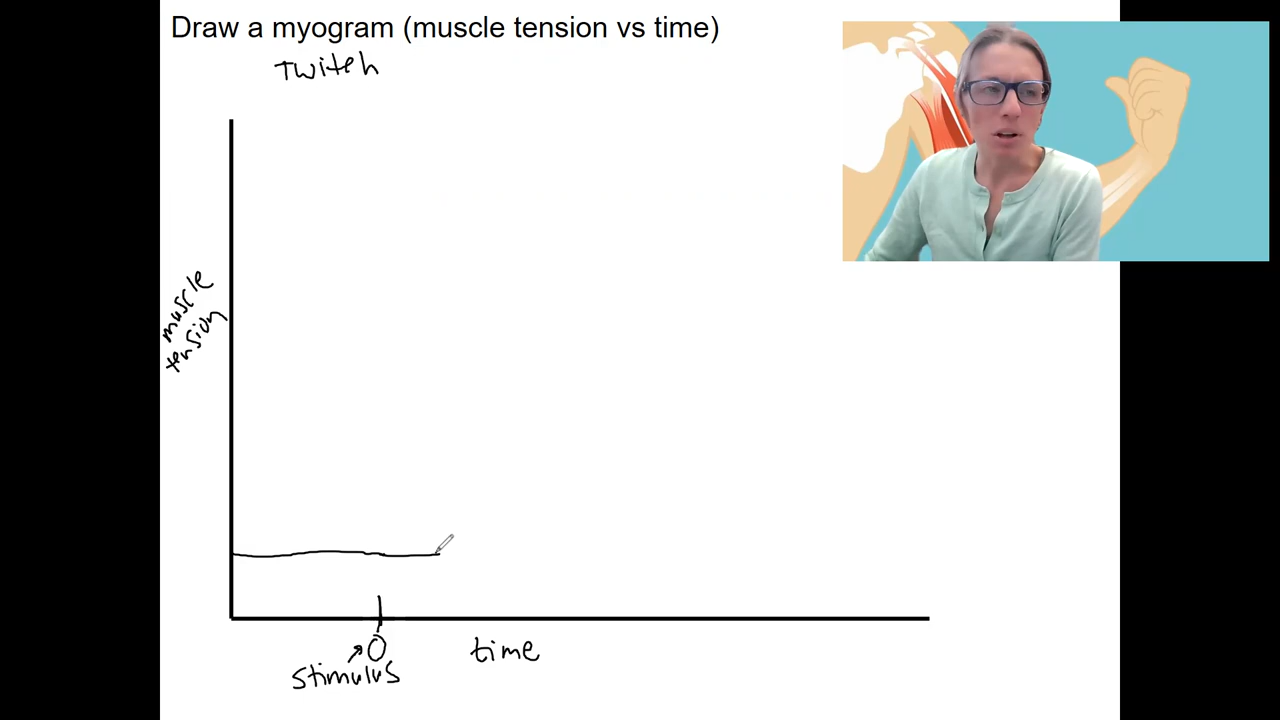 Draw a myogram (muscle tension vs time)
Twitch
muscle
tension
0
time
stimulus